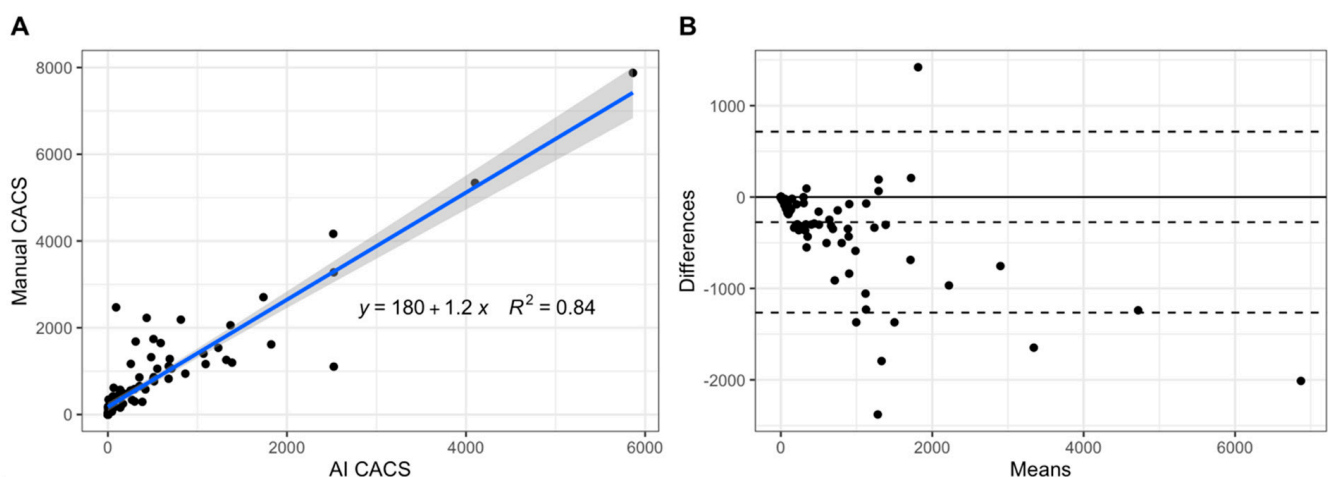 A
Manual CACS
8000
6000
4000
2000
0
y = 180 + 1.2 x R² = 0.84
0 2000 4000 6000
AI CACS
B
Differences
1000
0
-1000
-2000
0 2000 4000 6000
Means